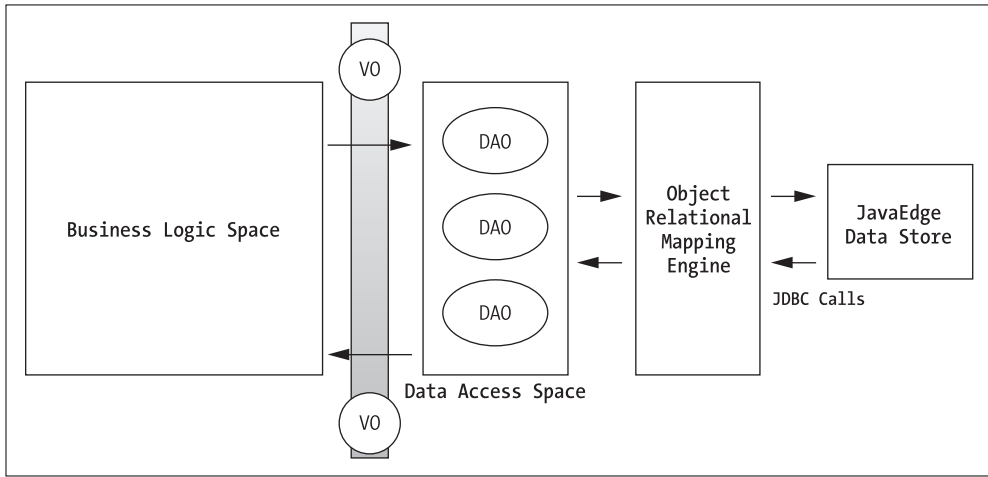 VO
DAO
Business Logic Space
DAO
DAO
Object
Relational
Mapping
Engine
JavaEdge
Data Store
JDBC Calls
Data Access Space
VO